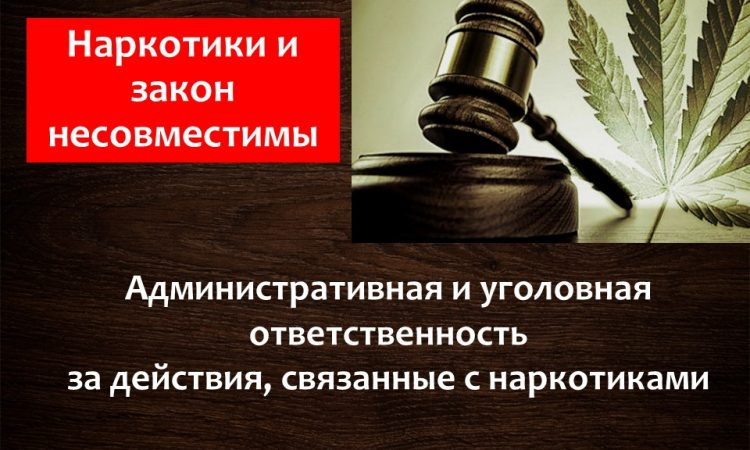 Наркотики и
закон
несовместимы
Административная и уголовная
ответственность
за действия, связанные с наркотиками